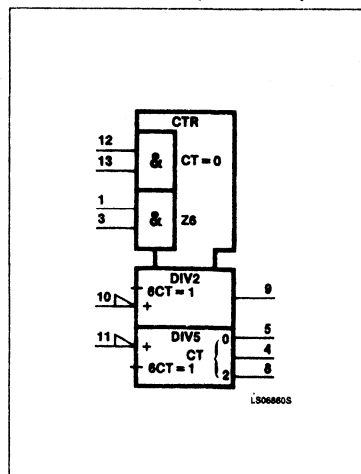 CTR
12
13
& CT = 0
1
3
& Z6
DIV2
6CT = 1
9
10
+
5
11
+
DIV5
0
CT {
4
6CT = 1
2
8
LS06860S